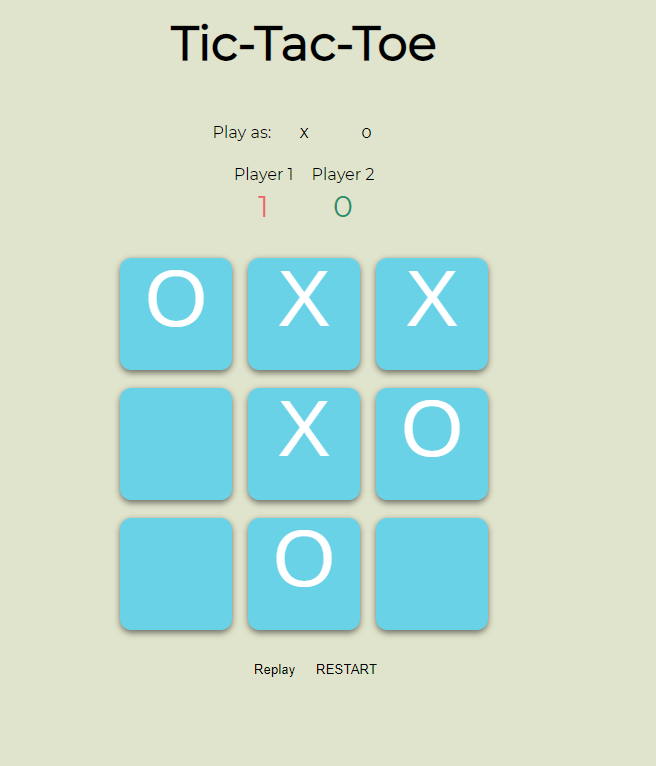 Tic-Tac-Toe
Play as: X O
Player 1 Player 2
1 0
O X X
X O
O
Replay RESTART